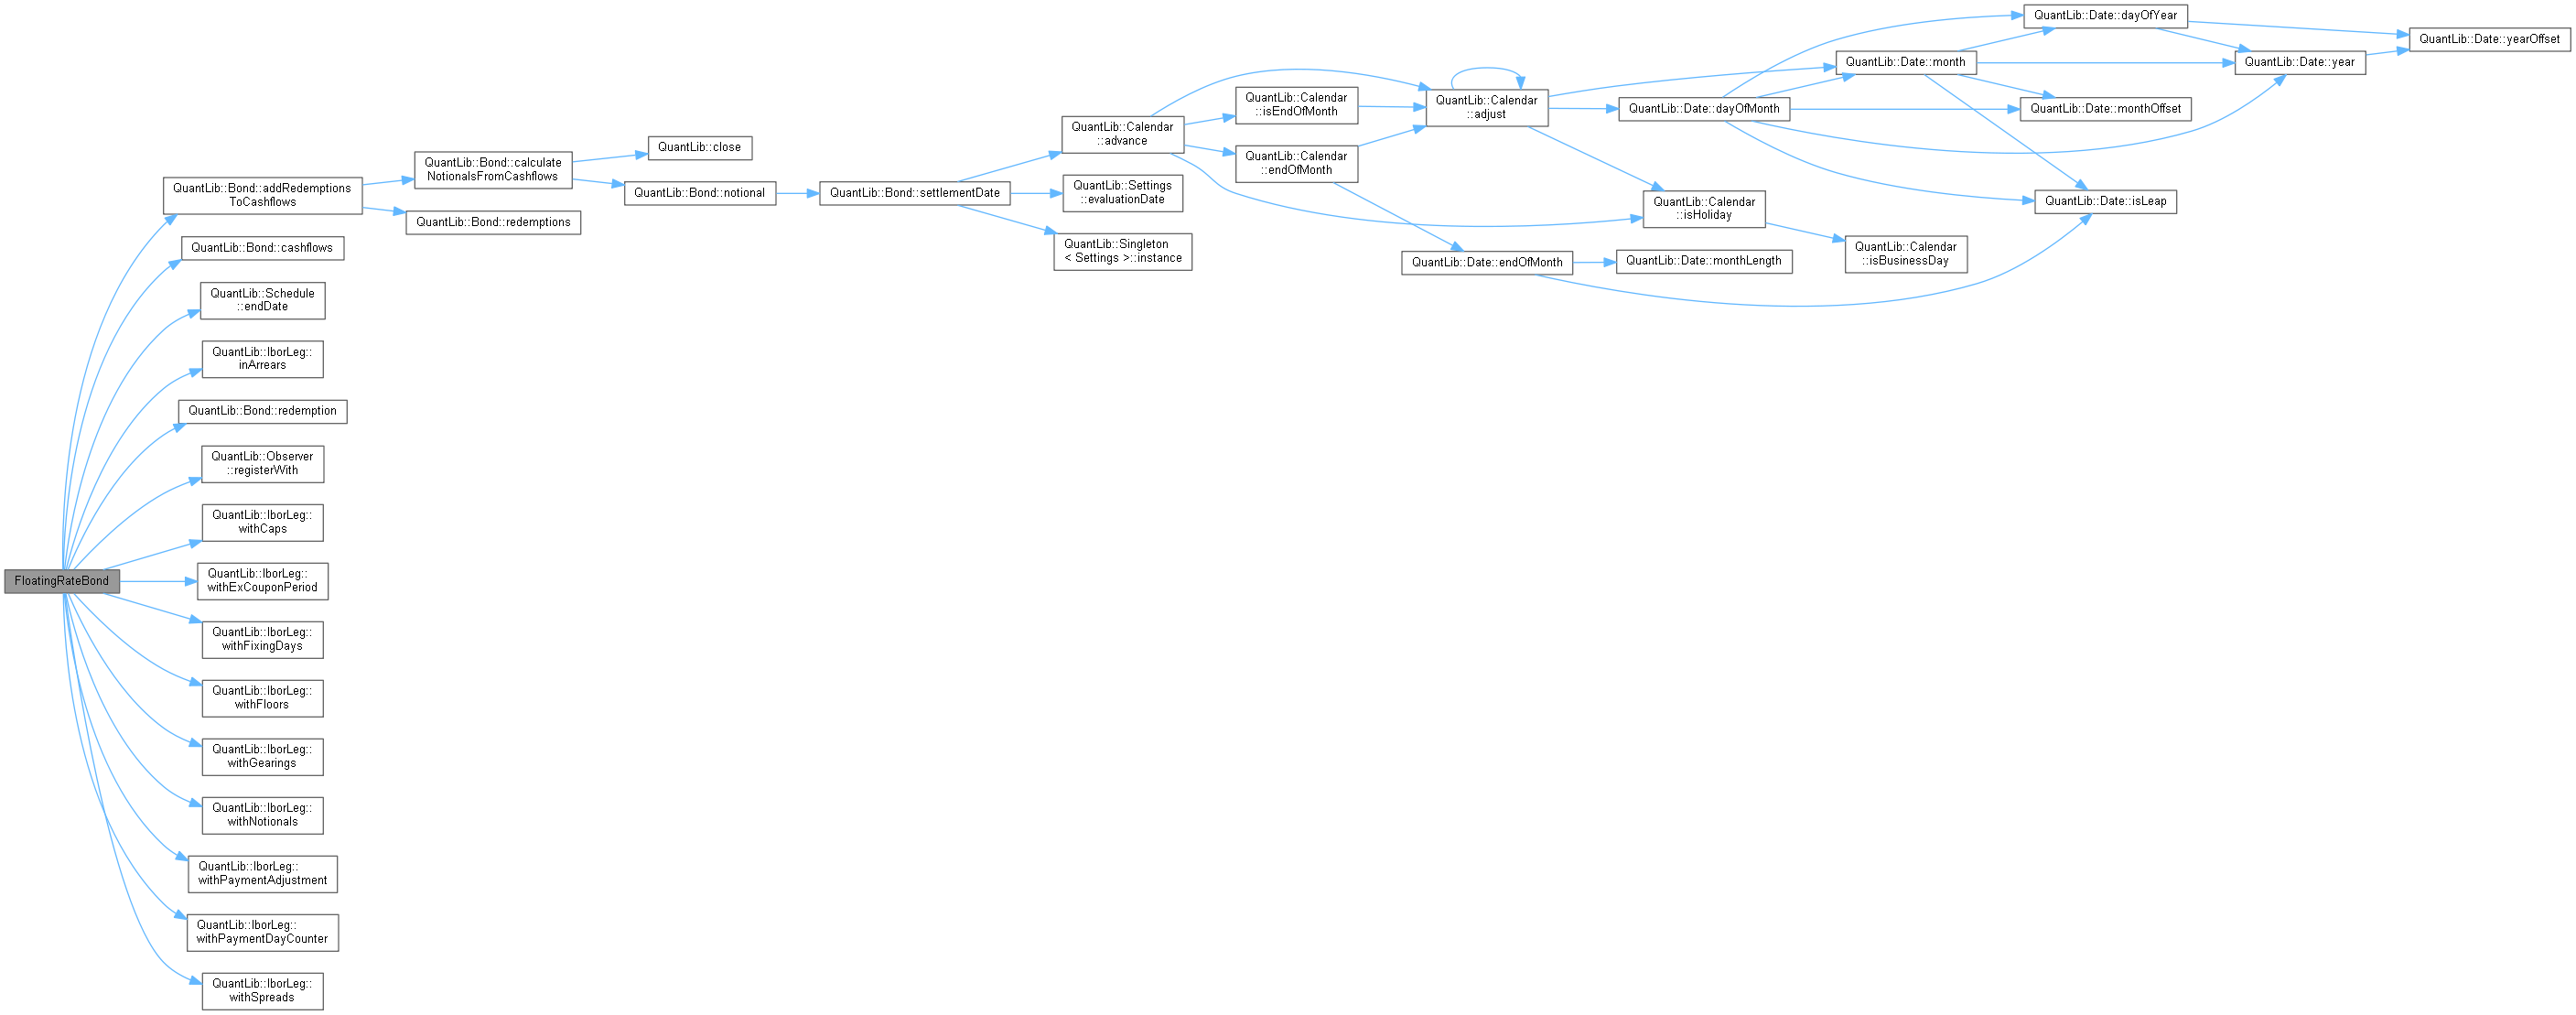 FloatingRateBond
QuantLib::Bond::addRedemptions
ToCashflows
QuantLib::Bond::calculate
NotionalsFromCashflows
QuantLib::close
QuantLib::Bond::notional
QuantLib::Bond::settlementDate
QuantLib::Calendar
::advance
QuantLib::Calendar
::adjust
QuantLib::Date::dayOfMonth
QuantLib::Date::month
QuantLib::Date::dayOfYear
QuantLib::Date::year
QuantLib::Date::yearOffset
QuantLib::Date::monthOffset
QuantLib::Date::isLeap
QuantLib::Calendar
::isHoliday
QuantLib::Calendar
::isBusinessDay
QuantLib::Calendar
::isEndOfMonth
QuantLib::Calendar
::endOfMonth
QuantLib::Date::endOfMonth
QuantLib::Date::monthLength
QuantLib::Settings
::evaluationDate
QuantLib::Singleton
< Settings >::instance
QuantLib::Bond::redemptions
QuantLib::Bond::cashflows
QuantLib::Schedule
::endDate
QuantLib::IborLeg::
inArrears
QuantLib::Bond::redemption
QuantLib::Observer
::registerWith
QuantLib::IborLeg::
withCaps
QuantLib::IborLeg::
withExCouponPeriod
QuantLib::IborLeg::
withFixingDays
QuantLib::IborLeg::
withFloors
QuantLib::IborLeg::
withGearings
QuantLib::IborLeg::
withNotionals
QuantLib::IborLeg::
withPaymentAdjustment
QuantLib::IborLeg::
withPaymentDayCounter
QuantLib::IborLeg::
withSpreads